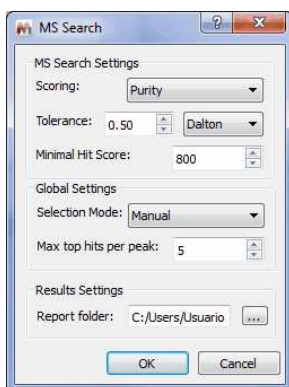 MS Search
MS Search Settings
Scoring: Purity
Tolerance: 0.50 Dalton
Minimal Hit Score: 800
Global Settings
Selection Mode: Manual
Max top hits per peak: 5
Results Settings
Report folder: C:/Users/Usuario ...
OK Cancel